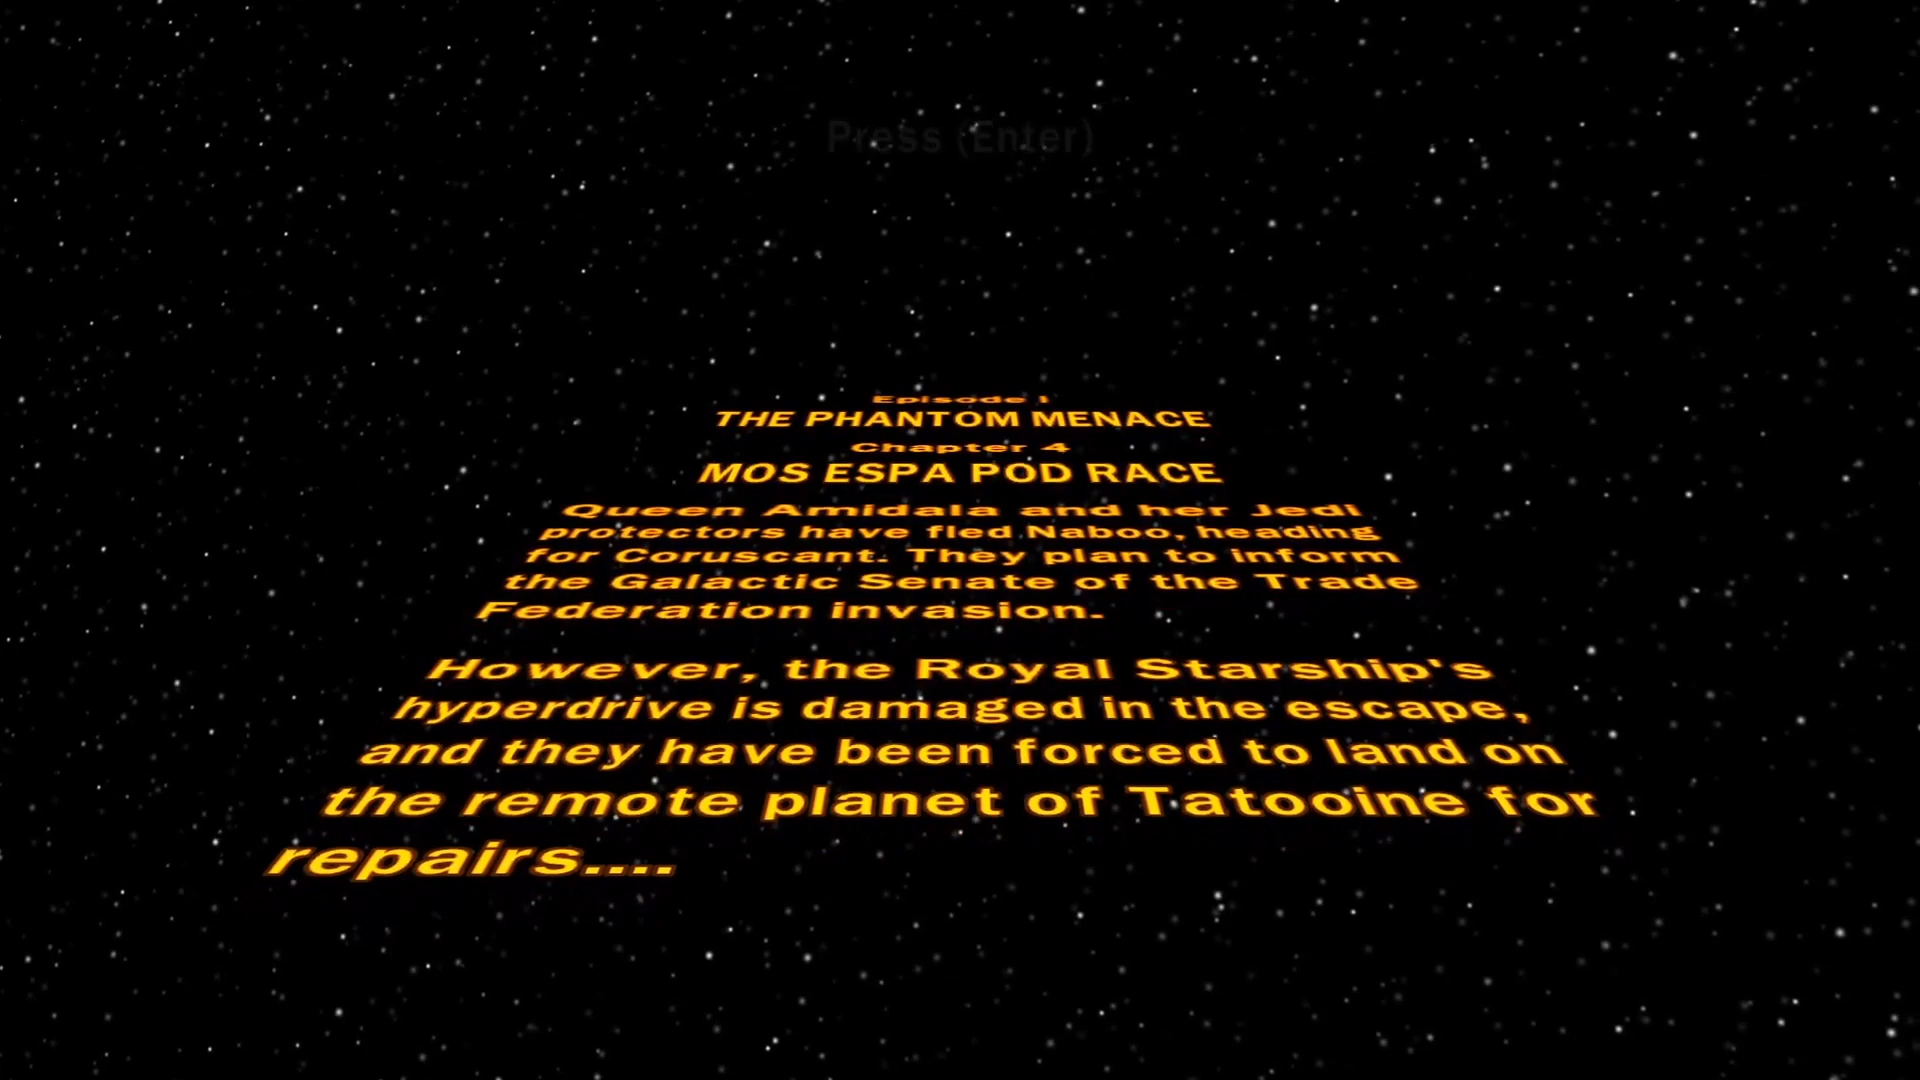 Press (Enter)
Episode I
THE PHANTOM MENACE
Chapter 4
MOS ESPA POD RACE
Queen Amidala and her Jedi
protectors have fled Naboo, heading
for Coruscant. They plan to inform
the Galactic Senate of the Trade
Federation invasion.
However, the Royal Starship's
hyperdrive is damaged in the escape,
and they have been forced to land on
the remote planet of Tatooine for
repairs....